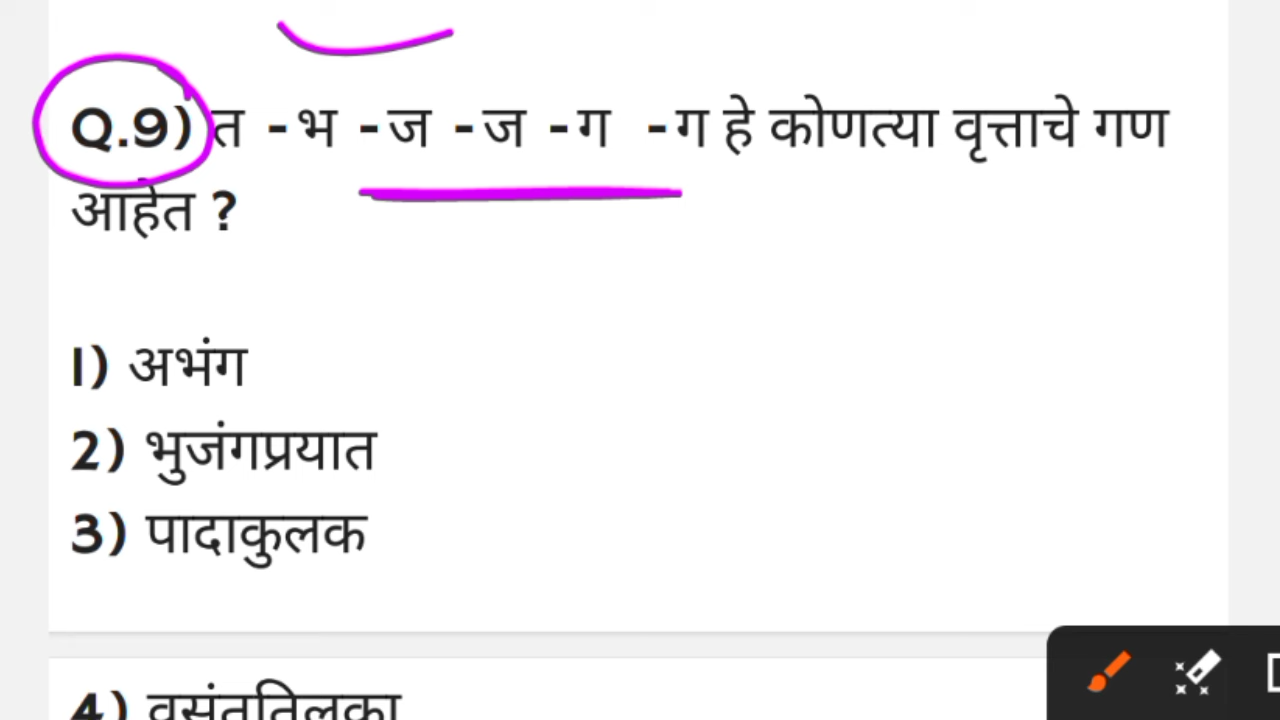 Q.9) त -भ -ज -ज -ग -ग हे कोणत्या वृत्ताचे गण
आहेत ?
1) अभंग
2) भुजंगप्रयात
3) पादाकुलक
4) वसंततिलका